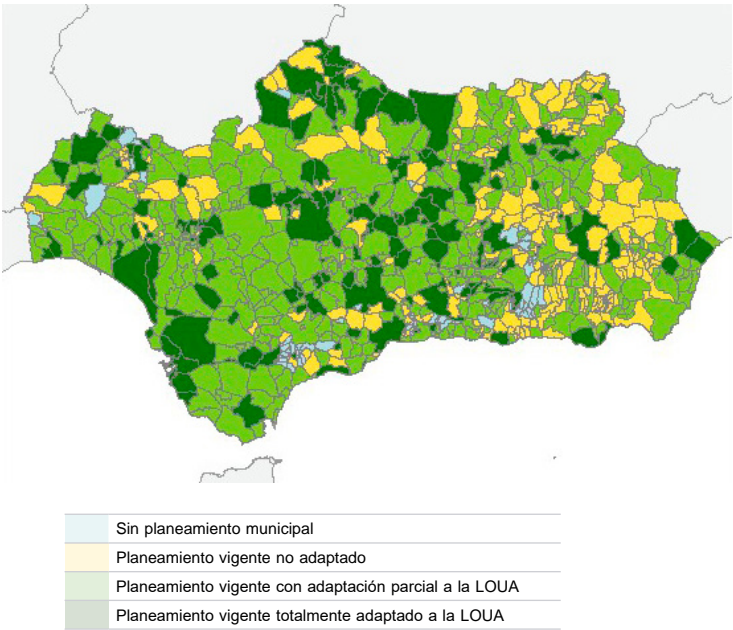 Sin planeamiento municipal
Planeamiento vigente no adaptado
Planeamiento vigente con adaptación parcial a la LOUA
Planeamiento vigente totalmente adaptado a la LOUA